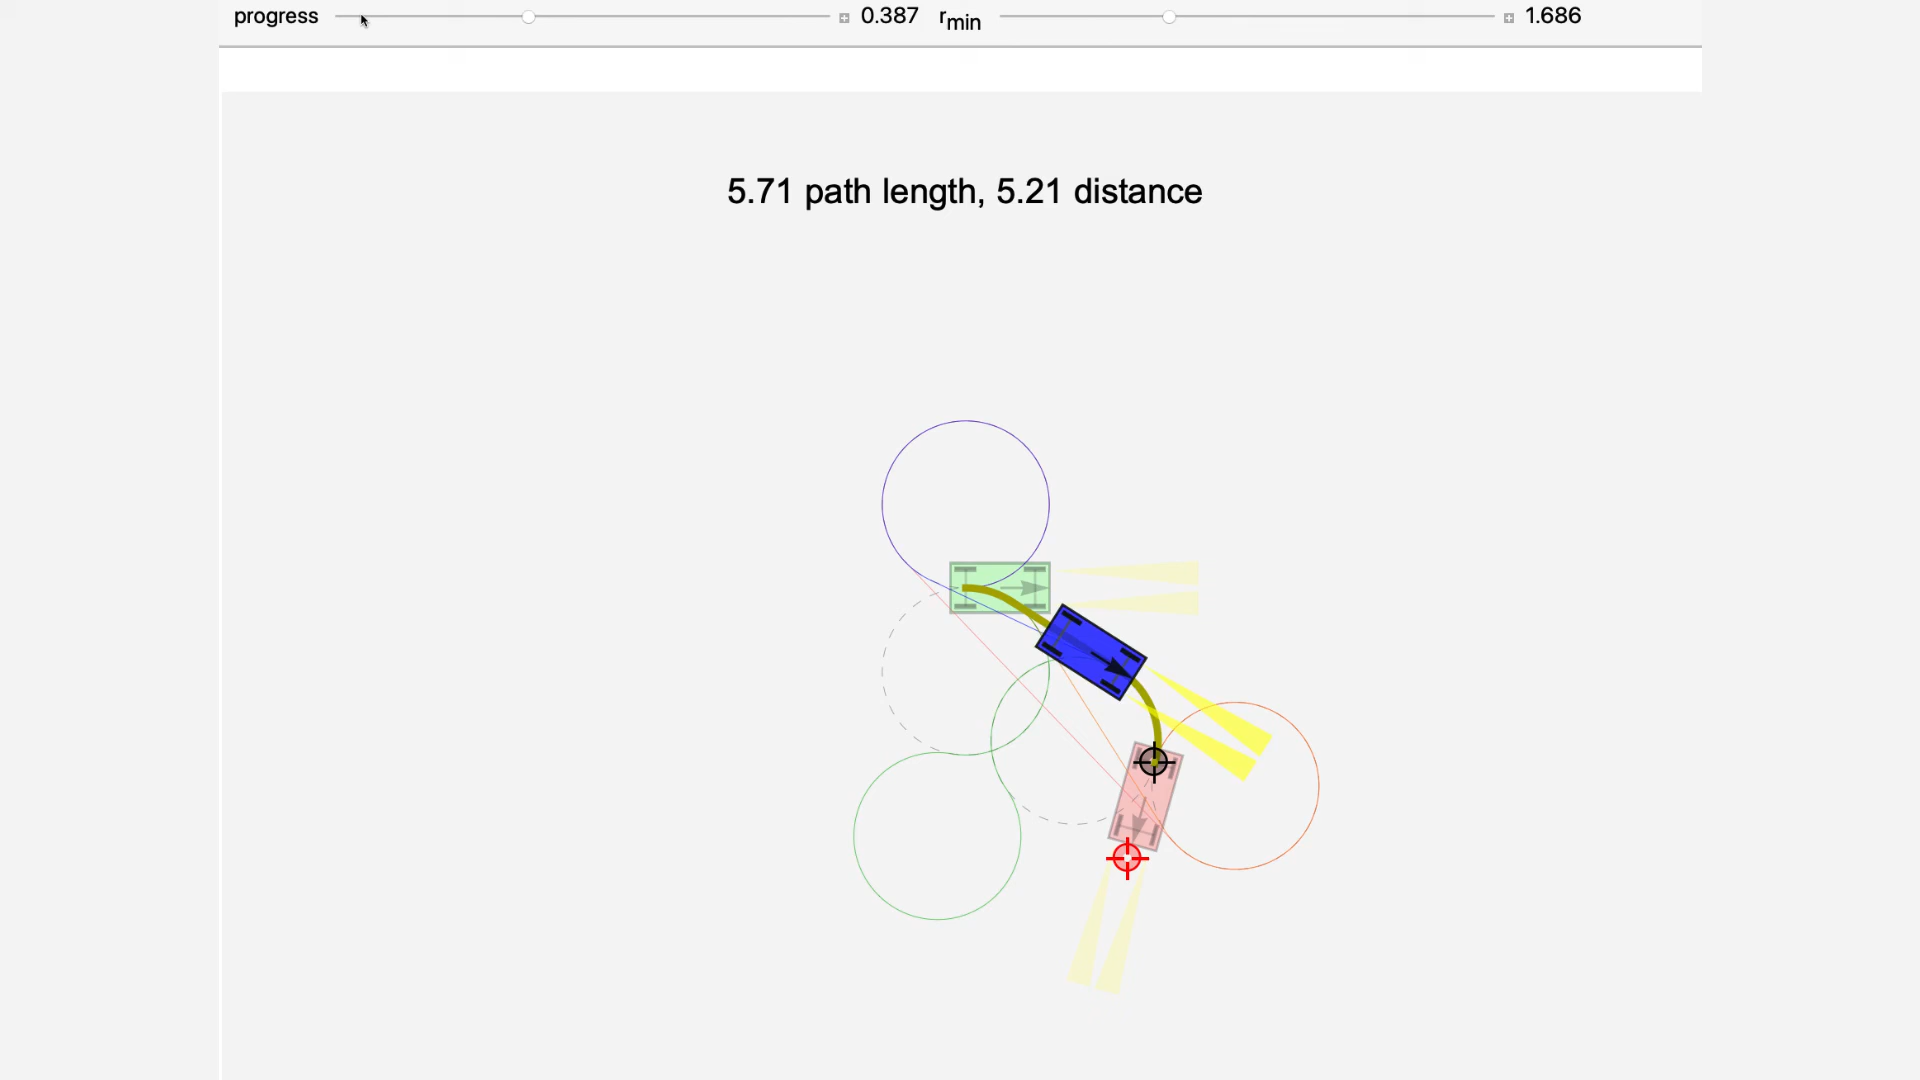 progress 0.387 rmin 1.686
5.71 path length, 5.21 distance